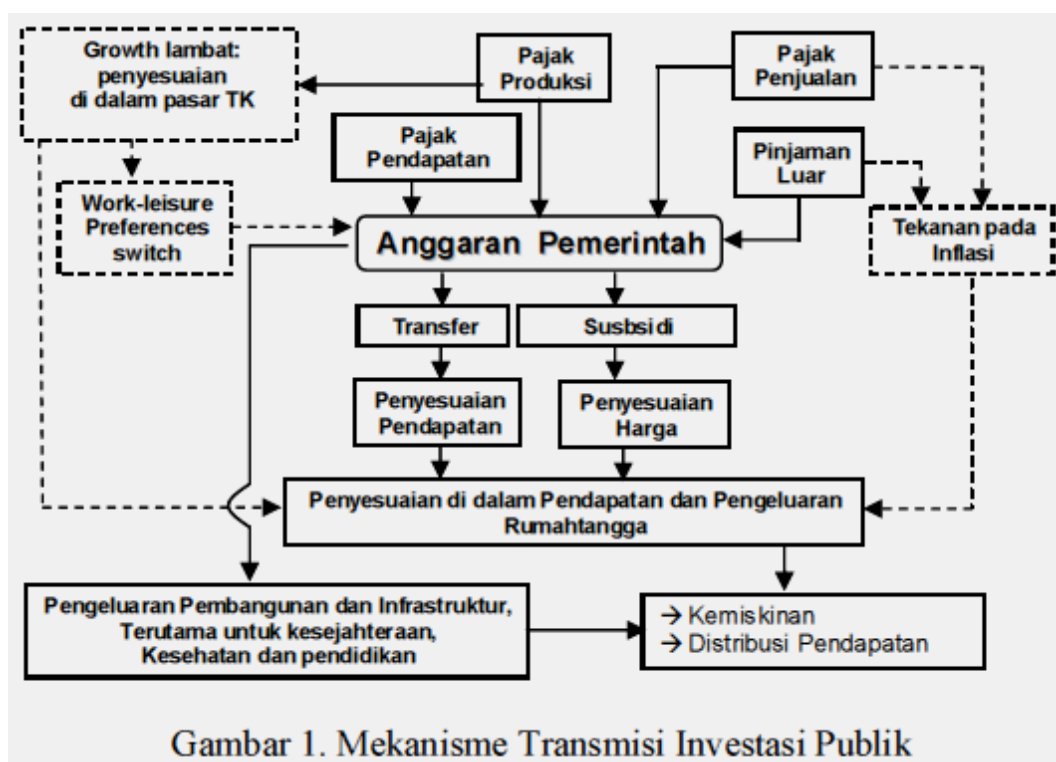 Growth lambat:
penyesuaian
di dalam pasar TK
Pajak
Produksi
Pajak
Penjualan
Pajak
Pendapatan
Pinjaman
Luar
Work-leisure
Preferences
switch
Anggaran Pemerintah
Tekanan pada
Inflasi
Transfer
Susbsidi
Penyesuaian
Pendapatan
Penyesuaian
Harga
Penyesuaian di dalam Pendapatan dan Pengeluaran
Rumahtangga
Pengeluaran Pembangunan dan Infrastruktur,
Terutama untuk kesejahteraan,
Kesehatan dan pendidikan
→ Kemiskinan
→ Distribusi Pendapatan
Gambar 1. Mekanisme Transmisi Investasi Publik